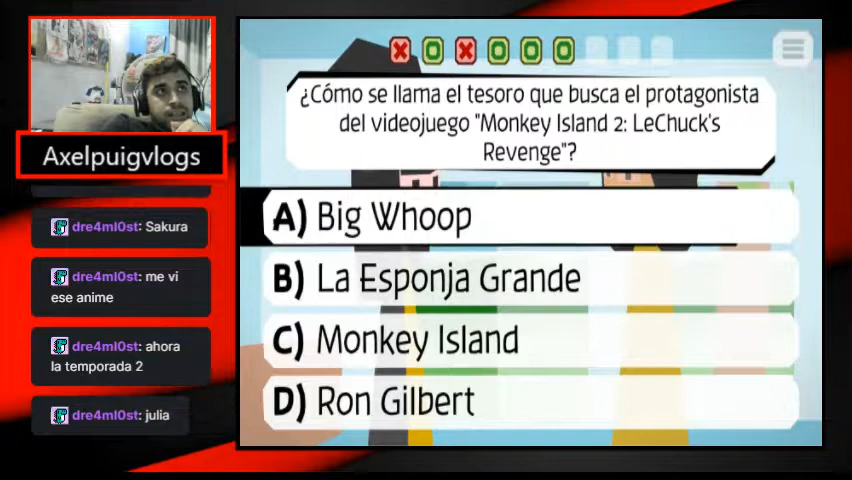 Axelpuigvlogs
dre4ml0st: Sakura
dre4ml0st: me vi
ese anime
dre4ml0st: ahora
la temporada 2
dre4ml0st: julia
¿Cómo se llama el tesoro que busca el protagonista
del videojuego "Monkey Island 2: LeChuck's
Revenge"?
A) Big Whoop
B) La Esponja Grande
C) Monkey Island
D) Ron Gilbert